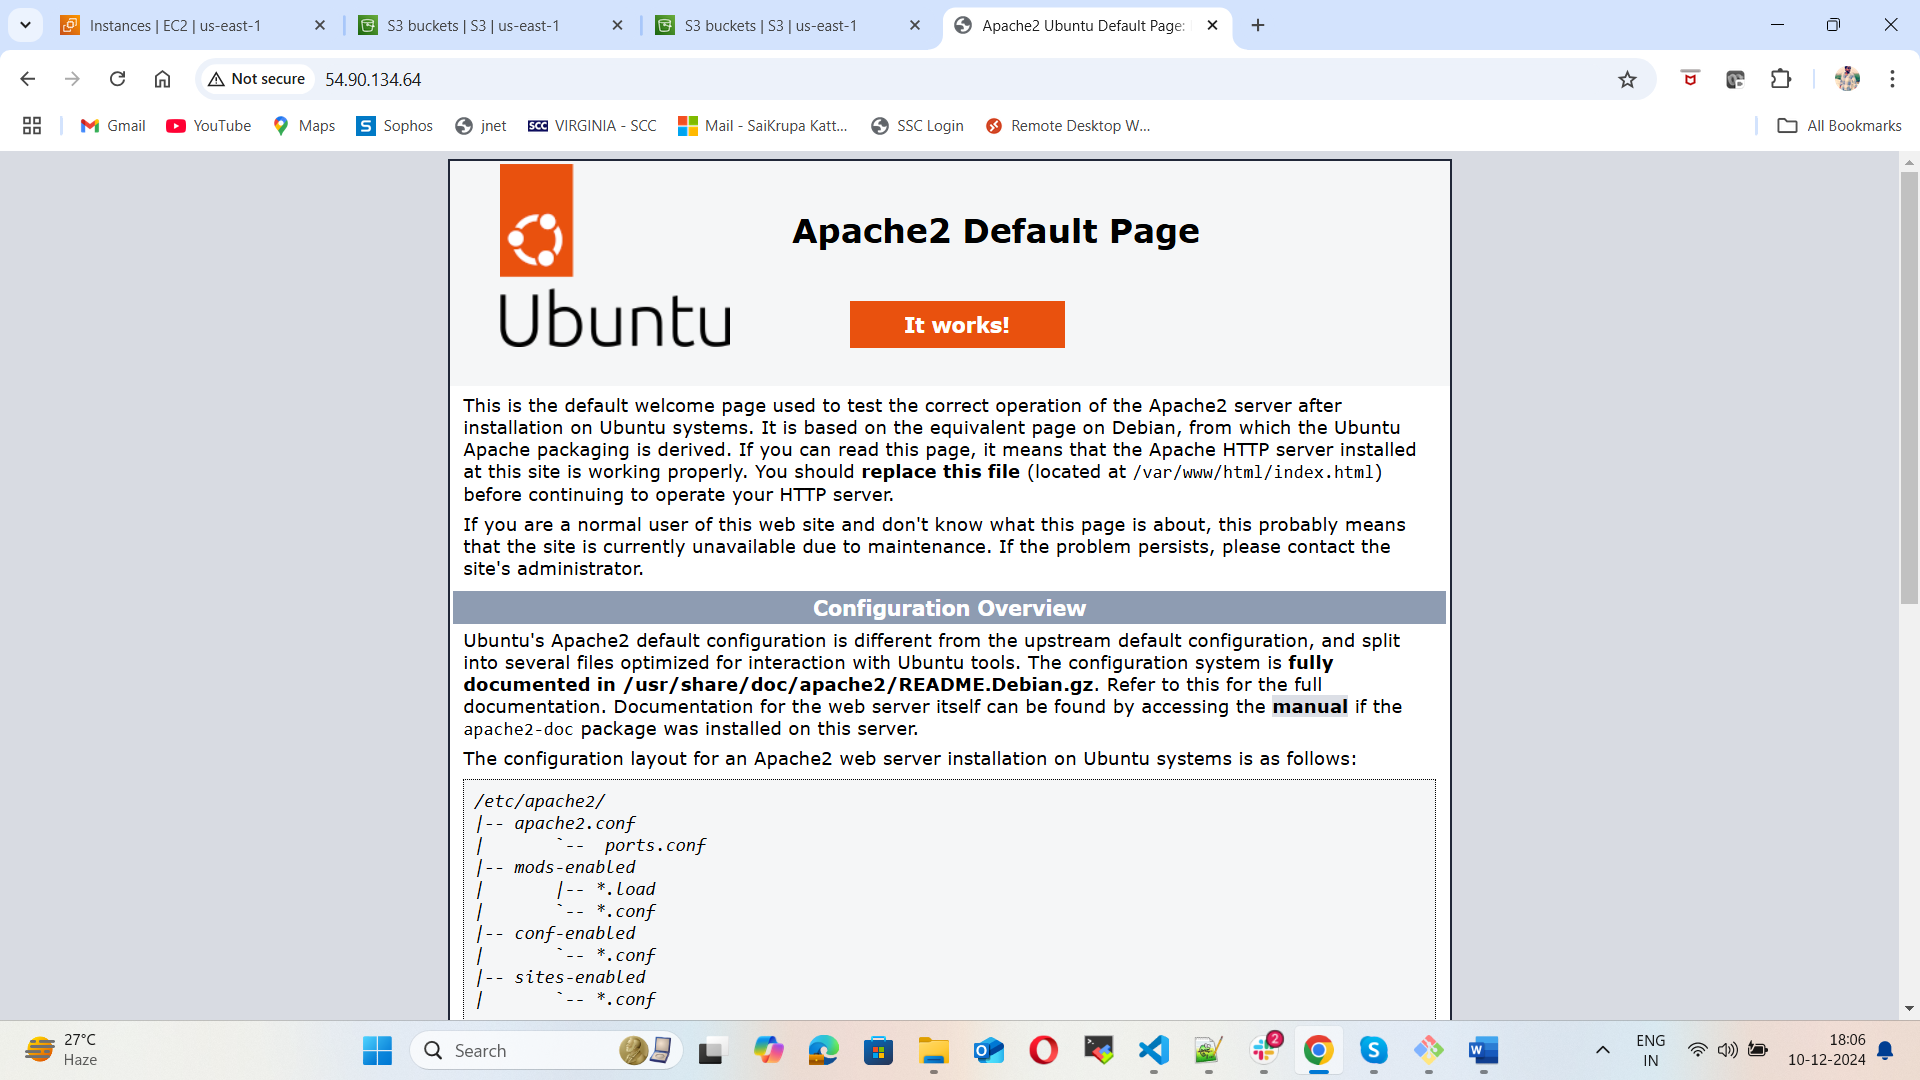 Instances | EC2 | us-east-1
S3 buckets | S3 | us-east-1
S3 buckets | S3 | us-east-1
Apache2 Ubuntu Default Page:
Not secure
54.90.134.64
Gmail
YouTube
Maps
Sophos
jnet
SCC VIRGINIA - SCC
Mail - SaiKrupa Katt...
SSC Login
Remote Desktop W...
All Bookmarks
Ubuntu
Apache2 Default Page
It works!
This is the default welcome page used to test the correct operation of the Apache2 server after
installation on Ubuntu systems. It is based on the equivalent page on Debian, from which the Ubuntu
Apache packaging is derived. If you can read this page, it means that the Apache HTTP server installed
at this site is working properly. You should replace this file (located at /var/www/html/index.html)
before continuing to operate your HTTP server.
If you are a normal user of this web site and don't know what this page is about, this probably means
that the site is currently unavailable due to maintenance. If the problem persists, please contact the
site's administrator.
Configuration Overview
Ubuntu's Apache2 default configuration is different from the upstream default configuration, and split
into several files optimized for interaction with Ubuntu tools. The configuration system is fully
documented in /usr/share/doc/apache2/README.Debian.gz. Refer to this for the full
documentation. Documentation for the web server itself can be found by accessing the manual if the
apache2-doc package was installed on this server.
The configuration layout for an Apache2 web server installation on Ubuntu systems is as follows:
/etc/apache2/
|-- apache2.conf
|       `--  ports.conf
|-- mods-enabled
|       |-- *.load
|       `-- *.conf
|-- conf-enabled
|       `-- *.conf
|-- sites-enabled
|       `-- *.conf
27°C
Haze
Search
2
ENG
IN
18:06
10-12-2024